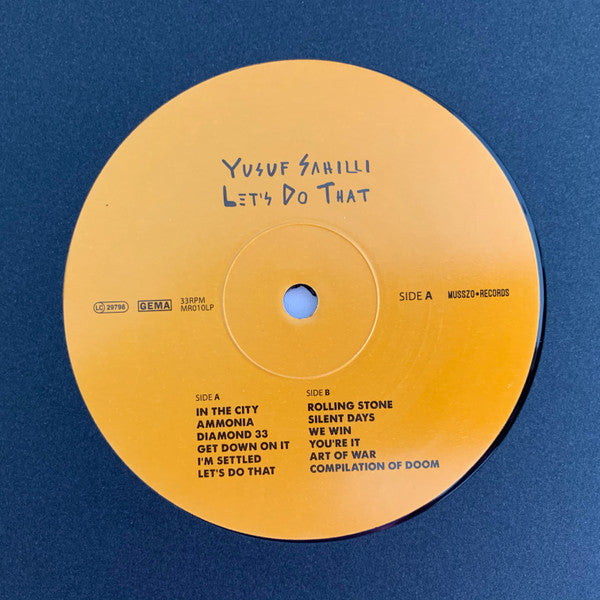 YUSUF SAHILLI
LET'S DO THAT
LC 29798
GEMA
33RPM
MR010LP
SIDE A
MUSSZO★RECORDS
SIDE A
IN THE CITY
AMMONIA
DIAMOND 33
GET DOWN ON IT
I'M SETTLED
LET'S DO THAT
SIDE B
ROLLING STONE
SILENT DAYS
WE WIN
YOU'RE IT
ART OF WAR
COMPILATION OF DOOM